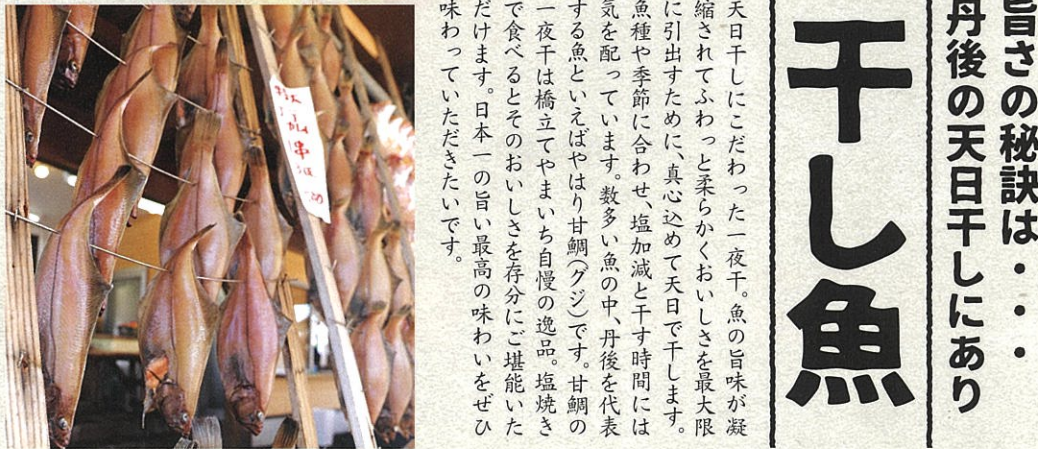 旨さの秘訣は・・・
丹後の天日干しにあり
干し魚
天日干しにこだわった一夜干。魚の旨味が凝
縮されてふわっと柔らかくおいしさを最大限
に引出すために、真心込めて天日で干します。
魚種や季節に合わせ、塩加減と干す時間には
気を配っています。数多い魚の中、丹後を代表
する魚といえばやはり甘鯛(グジ)です。甘鯛の
一夜干は橋立てやまいち自慢の逸品。塩焼き
で食べるとそのおいしさを存分にご堪能いた
だけます。日本一の旨い最高の味わいをぜひ
味わっていただきたいです。